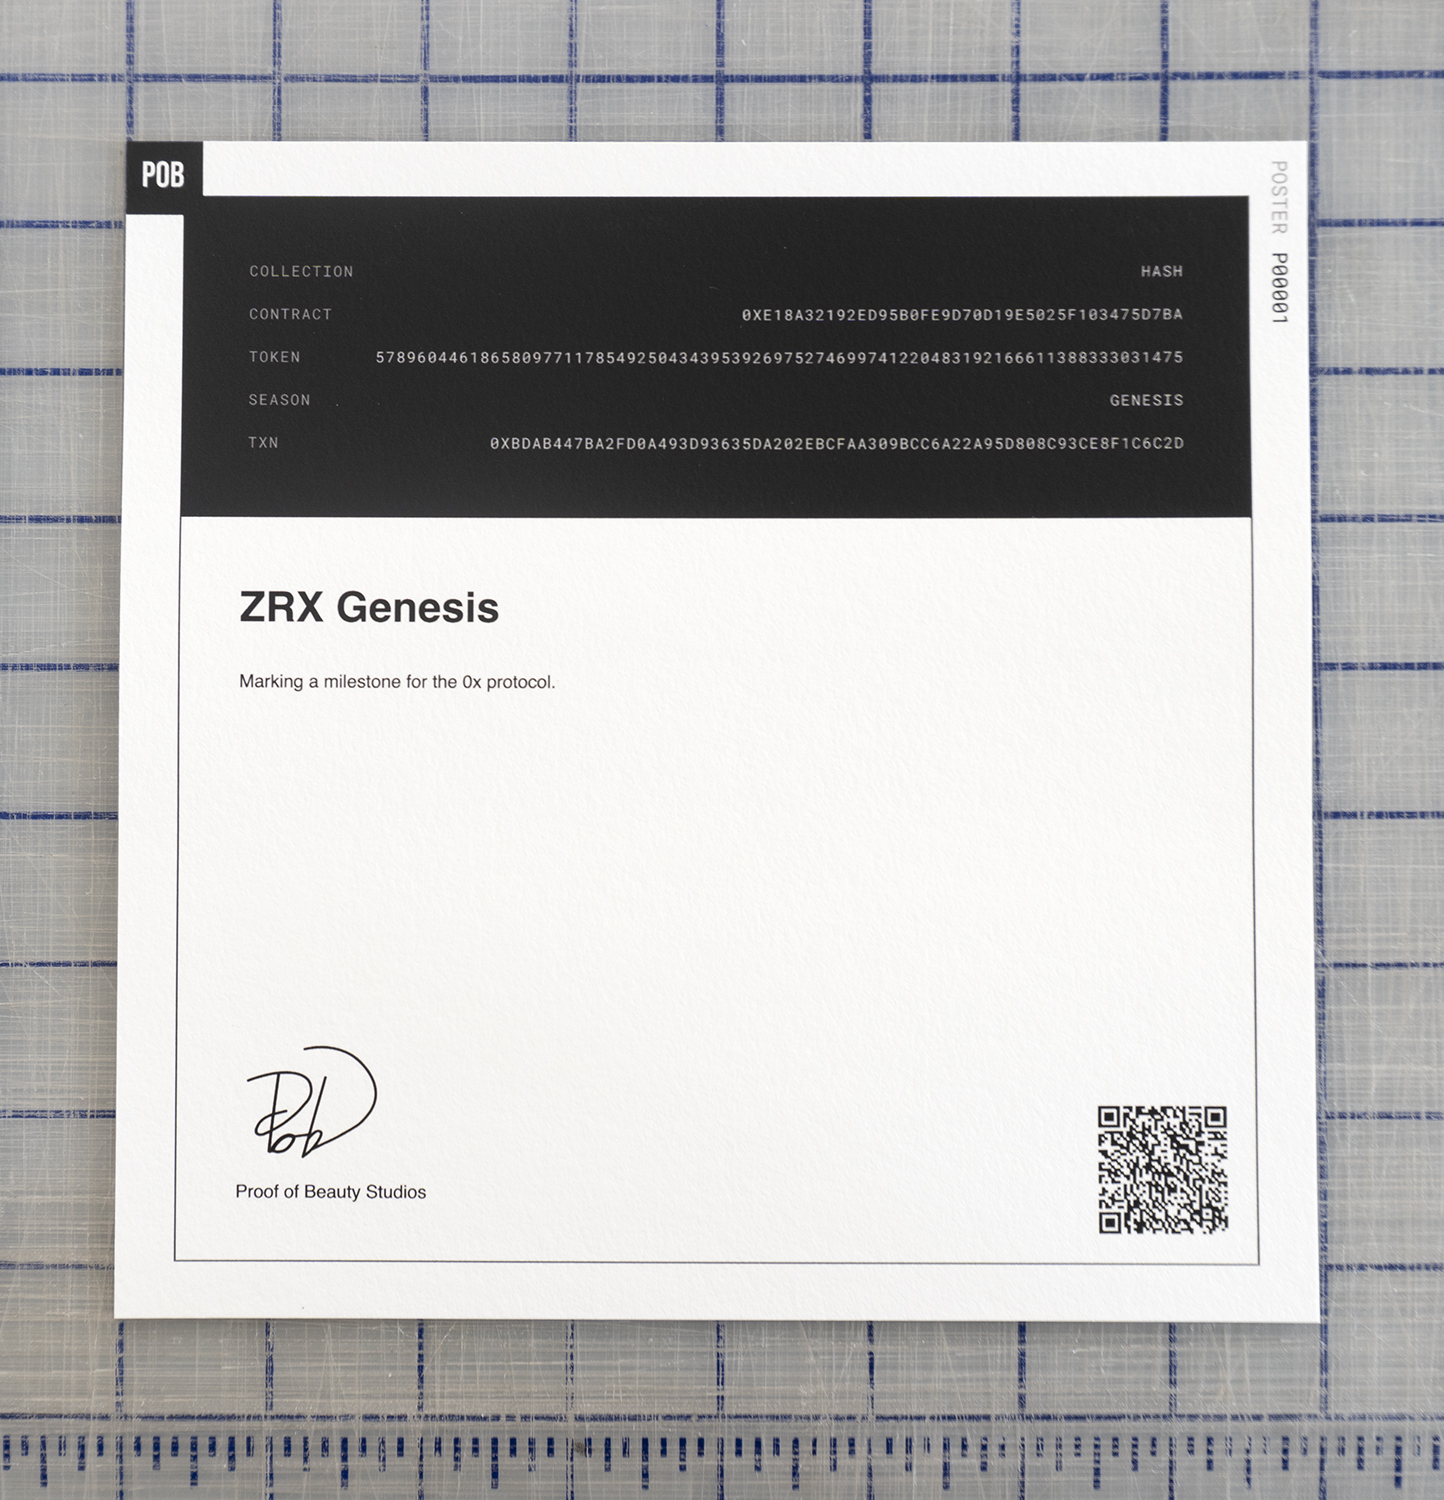 POB
POSTER P00001
COLLECTION HASH
CONTRACT 0XE18A32192ED95B0FE9D70D19E5025F103475D7BA
TOKEN 57896044618658097711785492504343953926975274699741220483192166611388333031475
SEASON GENESIS
TXN 0XBDAB447BA2FD0A493D93635DA202EBCFAA309BCC6A22A95D808C93CE8F1C6C2D
ZRX Genesis
Marking a milestone for the 0x protocol.
Pob
Proof of Beauty Studios